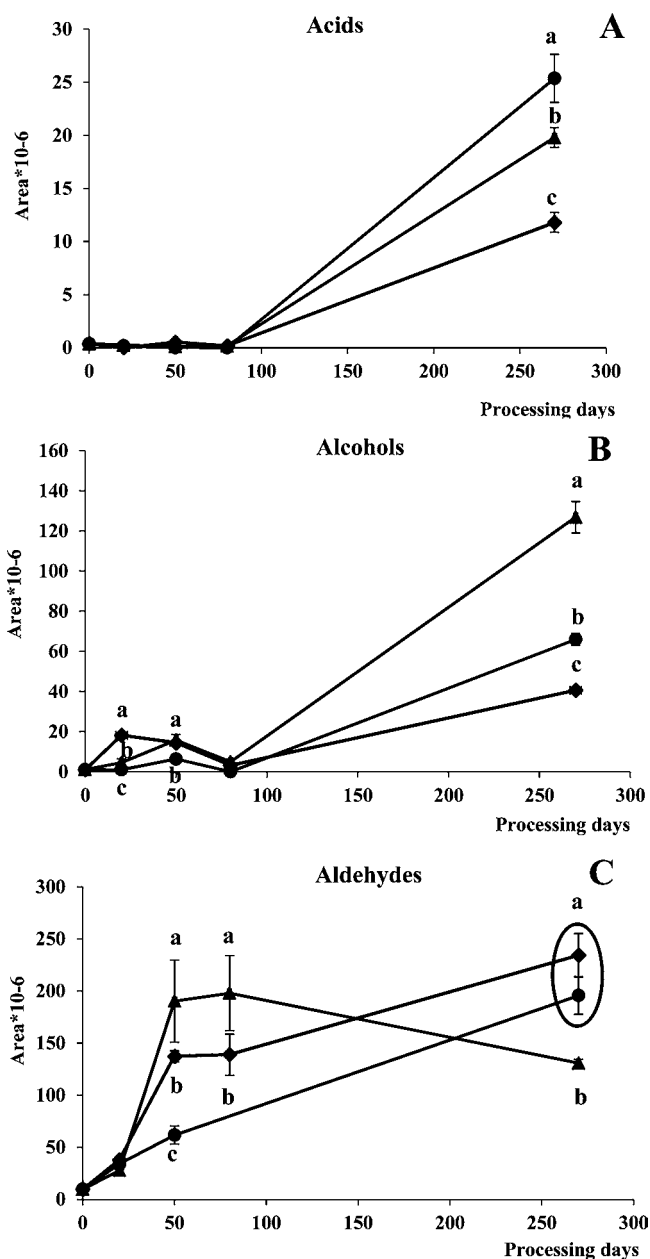 Acids A
30
25
20
15
10
5
0
Area*10-6
a
b
c
0 50 100 150 200 250 300
Processing days
Alcohols B
160
140
120
100
80
60
40
20
0
Area*10-6
a
b
c
a a
b
c b
0 50 100 150 200 250 300
Processing days
Aldehydes C
300
250
200
150
100
50
0
Area*10-6
a
a a
b b b
c
0 50 100 150 200 250 300
Processing days